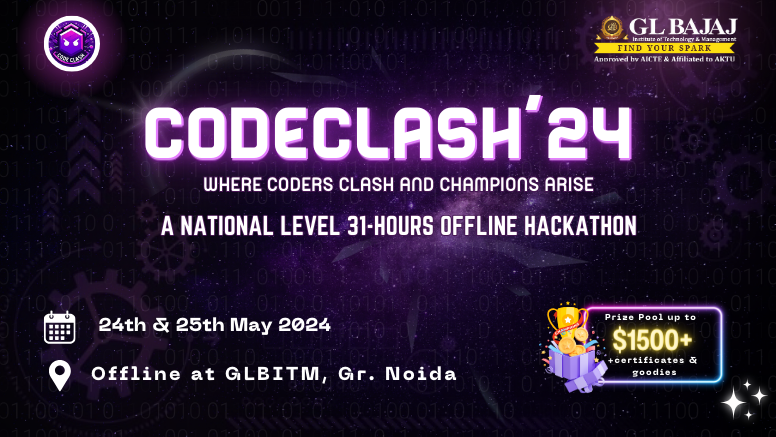 CODE CLASH
GL BAJAJ
Institute of Technology & Management
FIND YOUR SPARK
Approved by AICTE & Affiliated to AKTU
CODECLASH'24
WHERE CODERS CLASH AND CHAMPIONS ARISE
A NATIONAL LEVEL 31-HOURS OFFLINE HACKATHON
24th & 25th May 2024
Offline at GLBITM, Gr. Noida
Prize Pool up to
$1500+
+certificates &
goodies